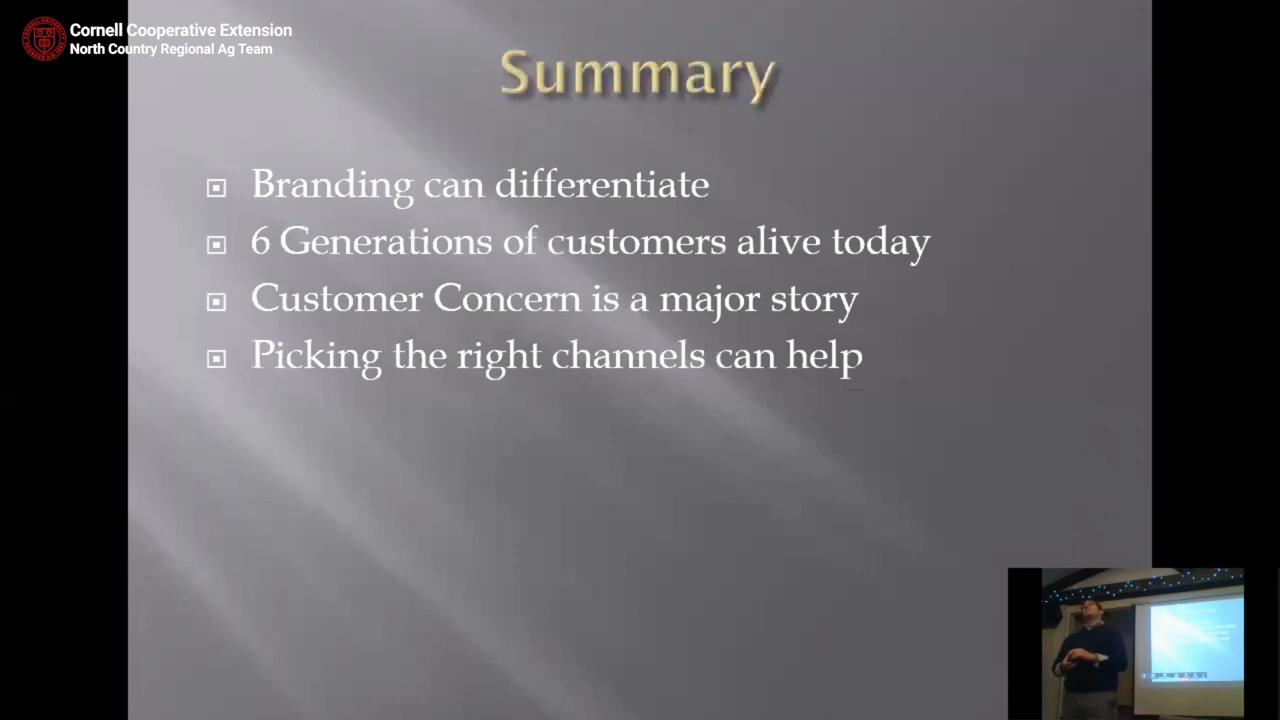 Cornell Cooperative Extension
North Country Regional Ag Team
Summary
Branding can differentiate
6 Generations of customers alive today
Customer Concern is a major story
Picking the right channels can help